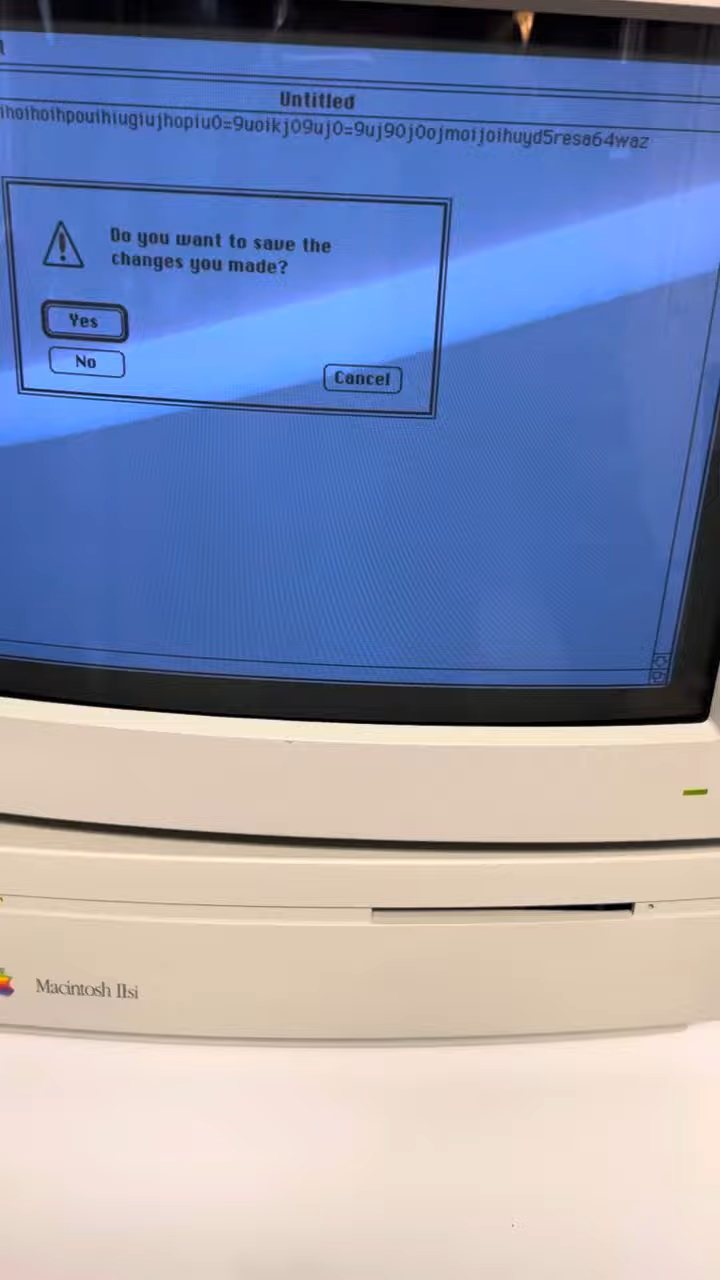 Untitled
ihoihoihpouihiugiujhopiu0=9uoikj09uj0=9uj90j0ojmoijoihuyd5resa64waz
Do you want to save the
changes you made?
Yes
No
Cancel
Macintosh IIsi